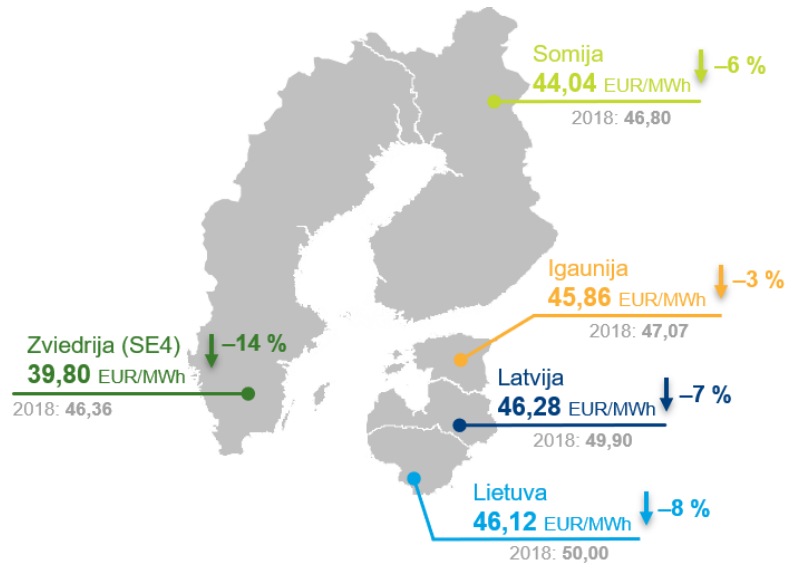 Somija
44,04 EUR/MWh
–6 %
2018: 46,80
Igaunija
45,86 EUR/MWh
–3 %
2018: 47,07
Zviedrija (SE4)
–14 %
39,80 EUR/MWh
2018: 46,36
Latvija
46,28 EUR/MWh
–7 %
2018: 49,90
Lietuva
46,12 EUR/MWh
–8 %
2018: 50,00